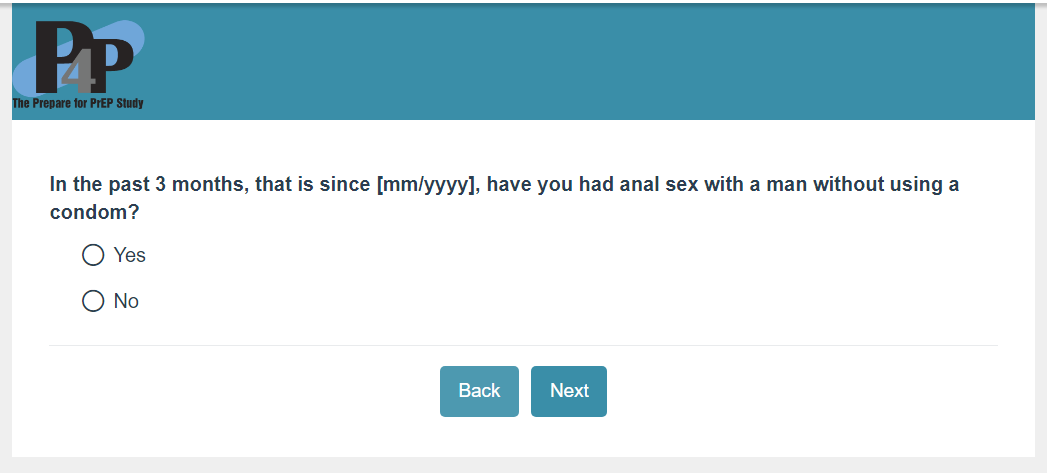 P4P
The Prepare for PrEP Study
In the past 3 months, that is since [mm/yyyy], have you had anal sex with a man without using a
condom?
Yes
No
Back
Next